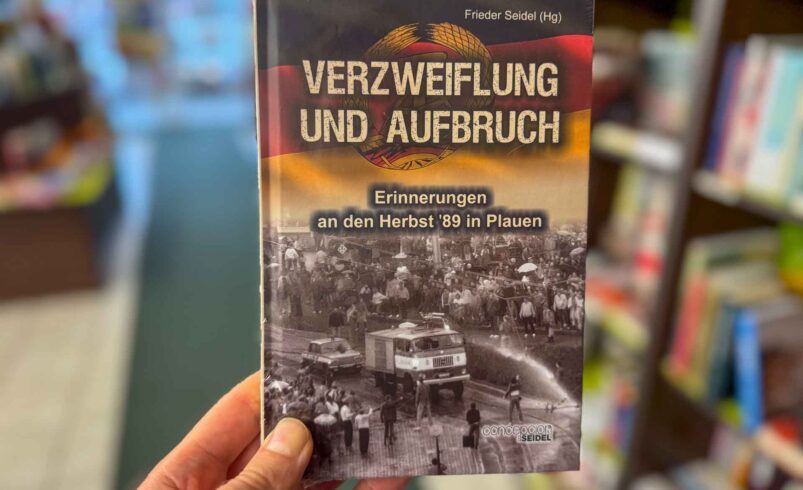 Frieder Seidel (Hg)
VERZWEIFLUNG
UND AUFBRUCH
Erinnerungen
an den Herbst '89 in Plauen
SEIDEL